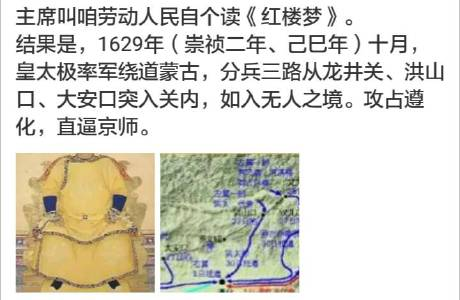 主席叫咱劳动人民自个读《红楼梦》。
结果是，1629年（崇祯二年、己巳年）十月，
皇太极率军绕道蒙古，分兵三路从龙井关、洪山
口、大安口突入关内，如入无人之境。攻占遵
化，直逼京师。
大安口